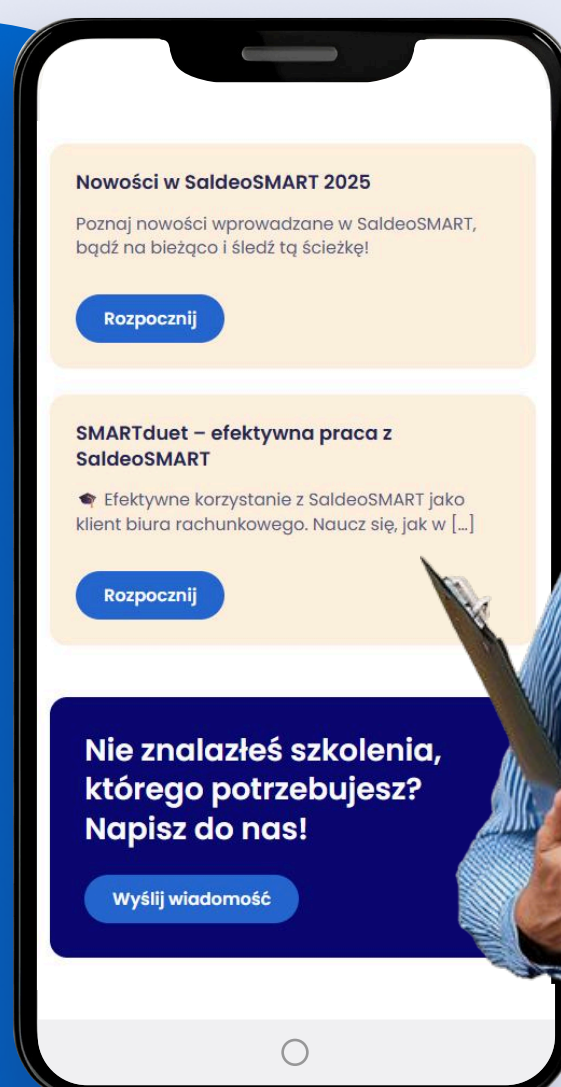 Nowości w SaldeoSMART 2025
Poznaj nowości wprowadzane w SaldeoSMART,
bądź na bieżąco i śledź tą ścieżkę!
Rozpocznij
SMARTduet – efektywna praca z
SaldeoSMART
🎓 Efektywne korzystanie z SaldeoSMART jako
klient biura rachunkowego. Naucz się, jak w [...]
Rozpocznij
Nie znalazłeś szkolenia,
którego potrzebujesz?
Napisz do nas!
Wyślij wiadomość